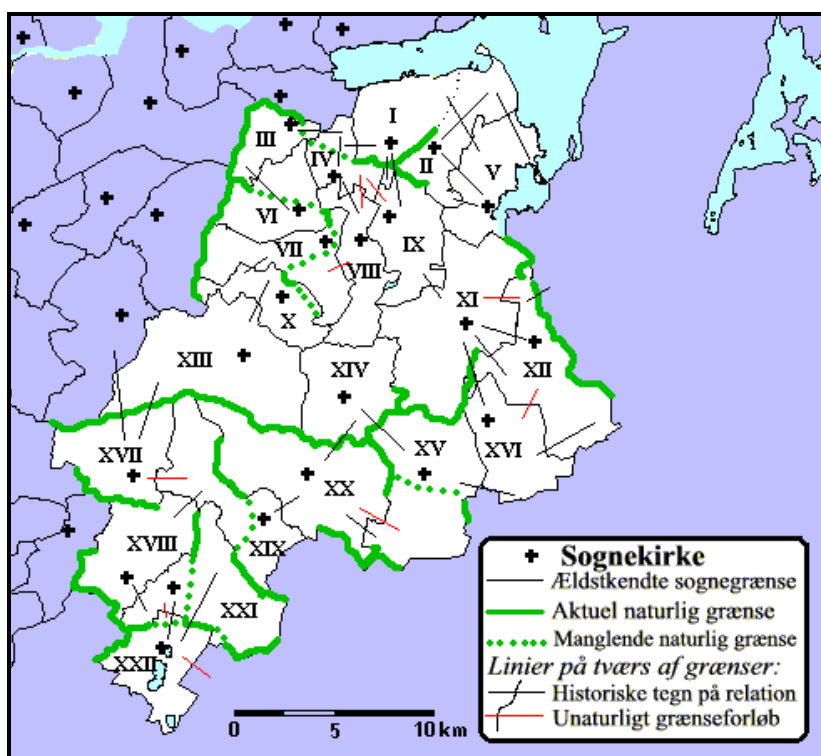 I
II
III
IV
V
VI
VII
VIII
IX
X
XI
XII
XIII
XIV
XV
XVI
XVII
XVIII
XIX
XX
XXI
XXII
Sognekirke
Ældstkendte sognegrænse
Aktuel naturlig grænse
Manglende naturlig grænse
Linier på tværs af grænser:
Historiske tegn på relation
Unaturligt grænseforløb
0 5 10 km